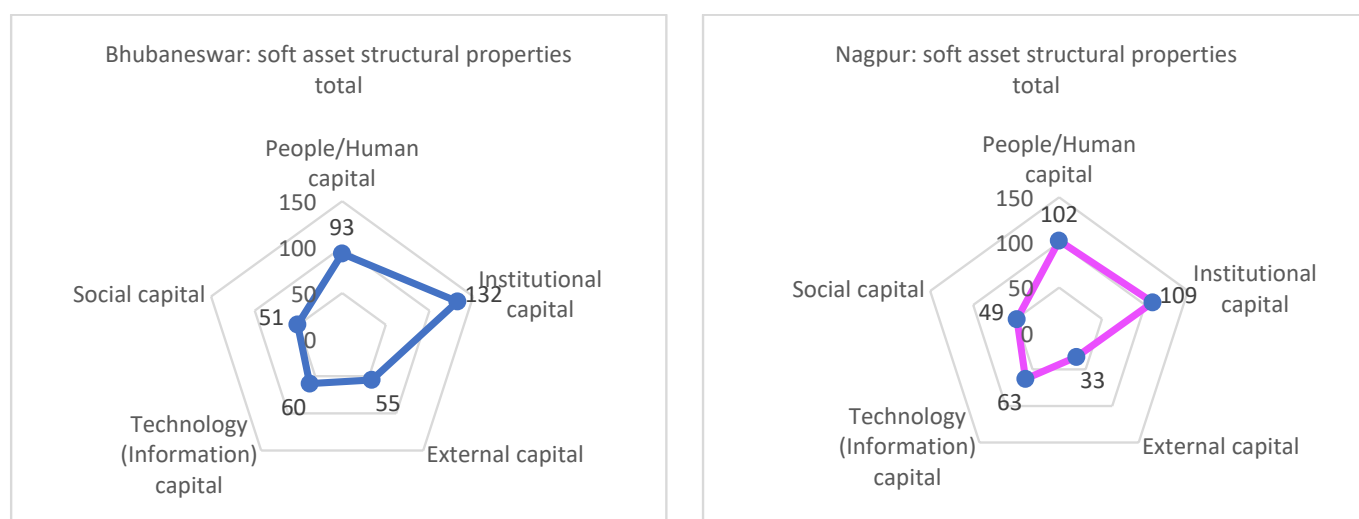 Bhubaneswar: soft asset structural properties
total
People/Human
capital
150
93
100
50
0
Institutional
capital
132
Social capital
51
60
55
Technology
(Information)
capital
External capital
Nagpur: soft asset structural properties
total
People/Human
capital
150
102
100
50
0
Institutional
capital
109
Social capital
49
33
63
Technology
(Information)
capital
External capital